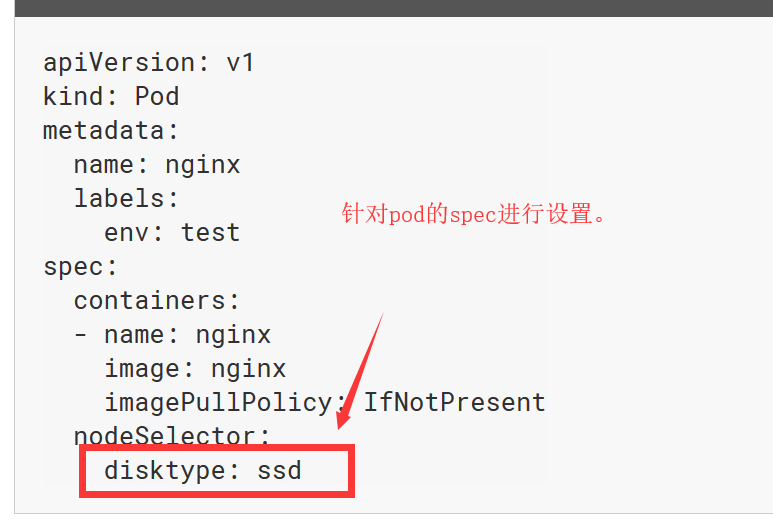 apiVersion: v1
kind: Pod
metadata:
  name: nginx
  labels:
    env: test
针对pod的spec进行设置。
spec:
  containers:
  - name: nginx
    image: nginx
    imagePullPolicy: IfNotPresent
  nodeSelector:
    disktype: ssd